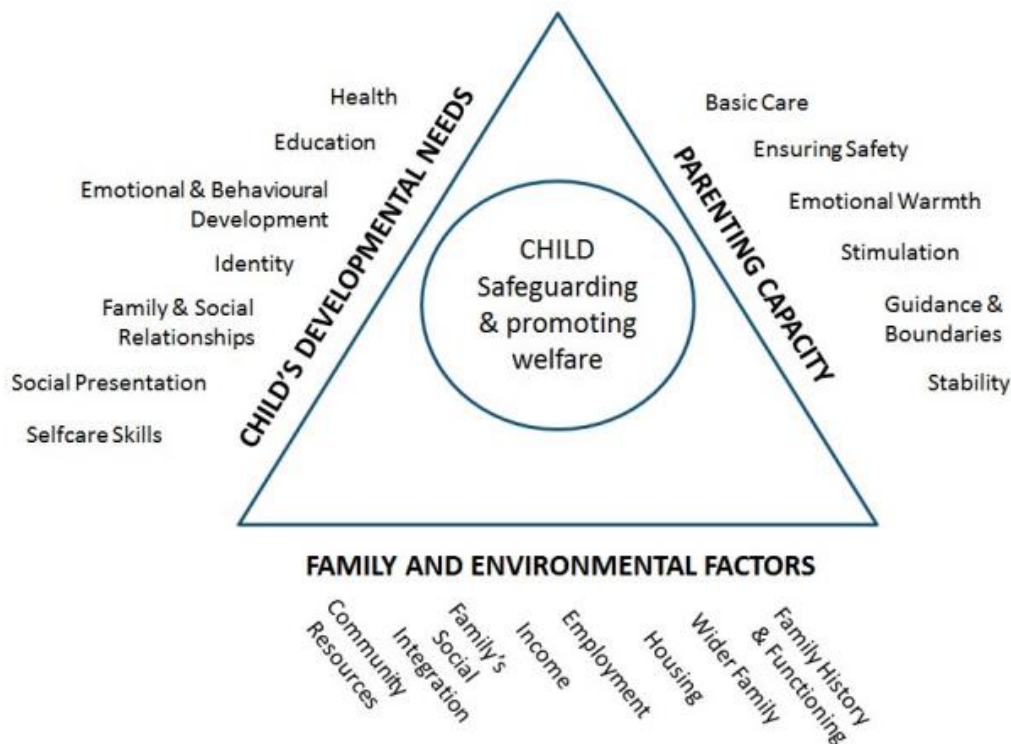 Health
Education
Emotional & Behavioural
Development
Identity
Family & Social
Relationships
Social Presentation
Selfcare Skills
CHILD'S DEVELOPMENTAL NEEDS
CHILD
Safeguarding
& promoting
welfare
PARENTING CAPACITY
Basic Care
Ensuring Safety
Emotional Warmth
Stimulation
Guidance &
Boundaries
Stability
FAMILY AND ENVIRONMENTAL FACTORS
Community
Resources
Family's
Social
Integration
Income
Employment
Housing
Wider Family
Family History
& Functioning